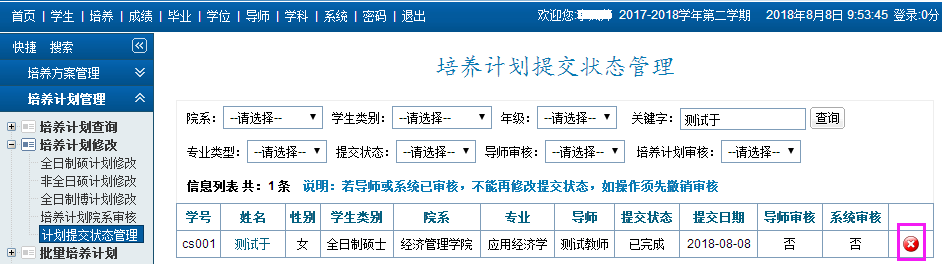 首页 | 学生 | 培养 | 成绩 | 毕业 | 学位 | 导师 | 学科 | 系统 | 密码 | 退出
欢迎您: 2017-2018学年第二学期 2018年8月8日 9:53:45 登录:0分
快捷 搜索
培养方案管理
培养计划管理
培养计划查询
培养计划修改
全日制硕计划修改
非全日硕计划修改
全日制博计划修改
培养计划院系审核
计划提交状态管理
批量培养计划
培养计划提交状态管理
院系: --请选择-- 学生类别: --请选择-- 年级: --请选择-- 关键字: 测试于 查询
专业类型: --请选择-- 提交状态: --请选择-- 导师审核: --请选择-- 培养计划审核: --请选择--
信息列表 共: 1 条 说明: 若导师或系统已审核，不能再修改提交状态，如操作须先撤销审核
学号 姓名 性别 学生类别 院系 专业 导师 提交状态 提交日期 导师审核 系统审核
cs001 测试于 女 全日制硕士 经济管理学院 应用经济学 测试教师 已完成 2018-08-08 否 否